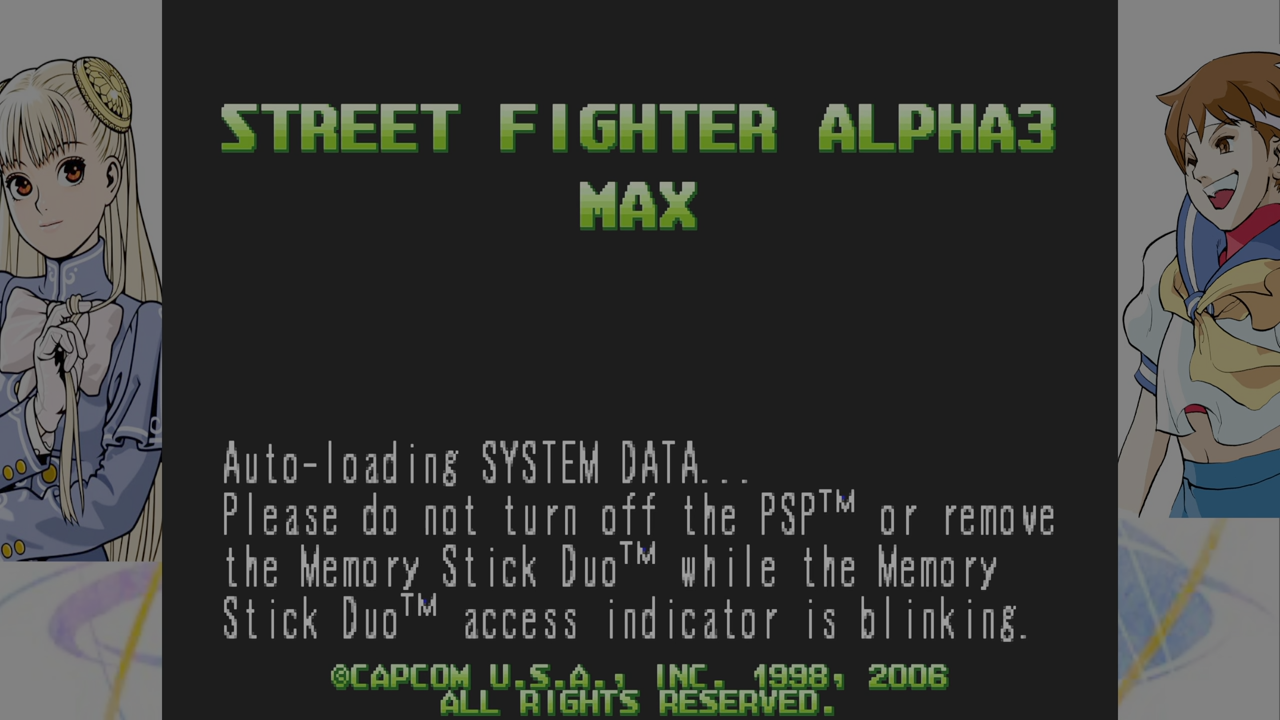 STREET FIGHTER ALPHA3
MAX
Auto-loading SYSTEM DATA...
Please do not turn off the PSP™ or remove
the Memory Stick Duo™ while the Memory
Stick Duo™ access indicator is blinking.
©CAPCOM U.S.A., INC. 1998, 2006
ALL RIGHTS RESERVED.